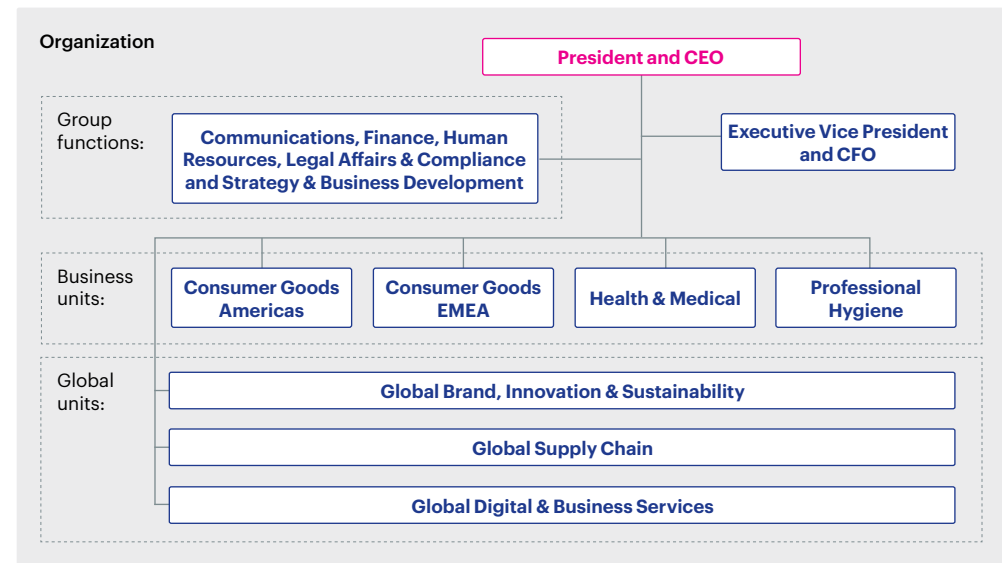 Organization
President and CEO
Group
functions:
Communications, Finance, Human
Resources, Legal Affairs & Compliance
and Strategy & Business Development
Executive Vice President
and CFO
Business
units:
Consumer Goods
Americas
Consumer Goods
EMEA
Health & Medical
Professional
Hygiene
Global
units:
Global Brand, Innovation & Sustainability
Global Supply Chain
Global Digital & Business Services